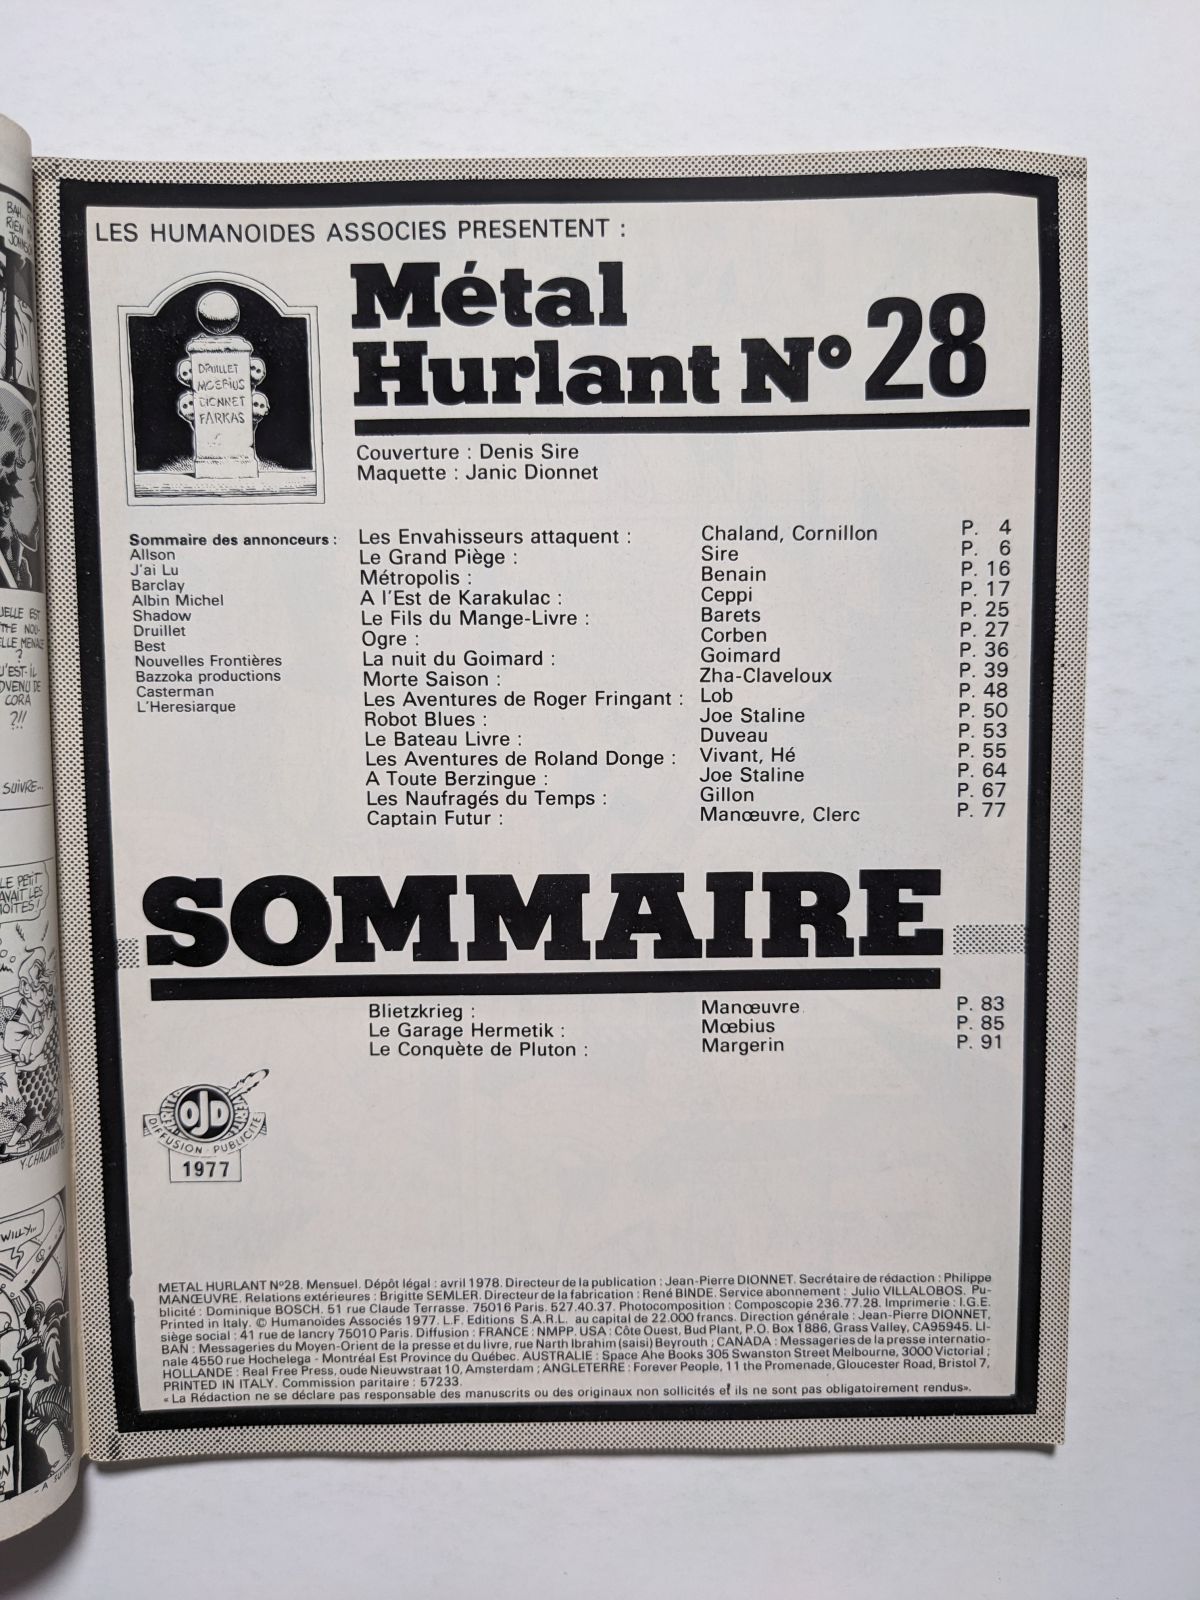 LES HUMANOIDES ASSOCIES PRESENTENT :
Métal
Hurlant N° 28
DRUILLET
MŒBIUS
DIONNET
FARKAS
Couverture : Denis Sire
Maquette : Janic Dionnet
Sommaire des annonceurs :
Allson
J'ai Lu
Barclay
Albin Michel
Shadow
Druillet
Best
Nouvelles Frontières
Bazzoka productions
Casterman
L'Heresiarque
Les Envahisseurs attaquent : Chaland, Cornillon P. 4
Le Grand Piège : Sire P. 6
Métropolis : Benain P. 16
A l'Est de Karakulac : Ceppi P. 17
Le Fils du Mange-Livre : Barets P. 25
Ogre : Corben P. 27
La nuit du Goimard : Goimard P. 36
Morte Saison : Zha-Claveloux P. 39
Les Aventures de Roger Fringant : Lob P. 48
Robot Blues : Joe Staline P. 50
Le Bateau Livre : Duveau P. 53
Les Aventures de Roland Donge : Vivant, Hé P. 55
A Toute Berzingue : Joe Staline P. 64
Les Naufragés du Temps : Gillon P. 67
Captain Futur : Manœuvre, Clerc P. 77
SOMMAIRE
Blietzkrieg : Manœuvre P. 83
Le Garage Hermetik : Mœbius P. 85
Le Conquète de Pluton : Margerin P. 91
OJD
DIFFUSION - PUBLICITE
1977
METAL HURLANT N°28. Mensuel. Dépôt légal : avril 1978. Directeur de la publication : Jean-Pierre DIONNET. Secrétaire de rédaction : Philippe
MANŒUVRE. Relations extérieures : Brigitte SEMLER. Directeur de la fabrication : René BINDE. Service abonnement : Julio VILLALOBOS. Pu-
blicité : Dominique BOSCH. 51 rue Claude Terrasse. 75016 Paris. 527.40.37. Photocomposition : Composcopie 236.77.28. Imprimerie : I.G.E.
Printed in Italy. © Humanoides Associés 1977. L.F. Editions S.A.R.L. au capital de 22.000 francs. Direction générale : Jean-Pierre DIONNET,
siège social : 41 rue de lancry 75010 Paris. Diffusion : FRANCE : NMPP. USA : Côte Ouest, Bud Plant, P.O. Box 1886, Grass Valley, CA95945. LI-
BAN : Messageries du Moyen-Orient de la presse et du livre, rue Narth Ibrahim (saisi) Beyrouth ; CANADA : Messageries de la presse internatio-
nale 4550 rue Hochelega - Montréal Est Province du Québec. AUSTRALIE : Space Ahe Books 305 Swanston Street Melbourne, 3000 Victorial ;
HOLLANDE : Real Free Press, oude Nieuwstraat 10, Amsterdam ; ANGLETERRE : Forever People, 11 the Promenade, Gloucester Road, Bristol 7,
PRINTED IN ITALY. Commission paritaire : 57233.
« La Rédaction ne se déclare pas responsable des manuscrits ou des originaux non sollicités et ils ne sont pas obligatoirement rendus».
RIEN
SUIVRE...
LE PETIT
AVAIT LES
Y. CHALAND
WILLY...
A SUIVRE